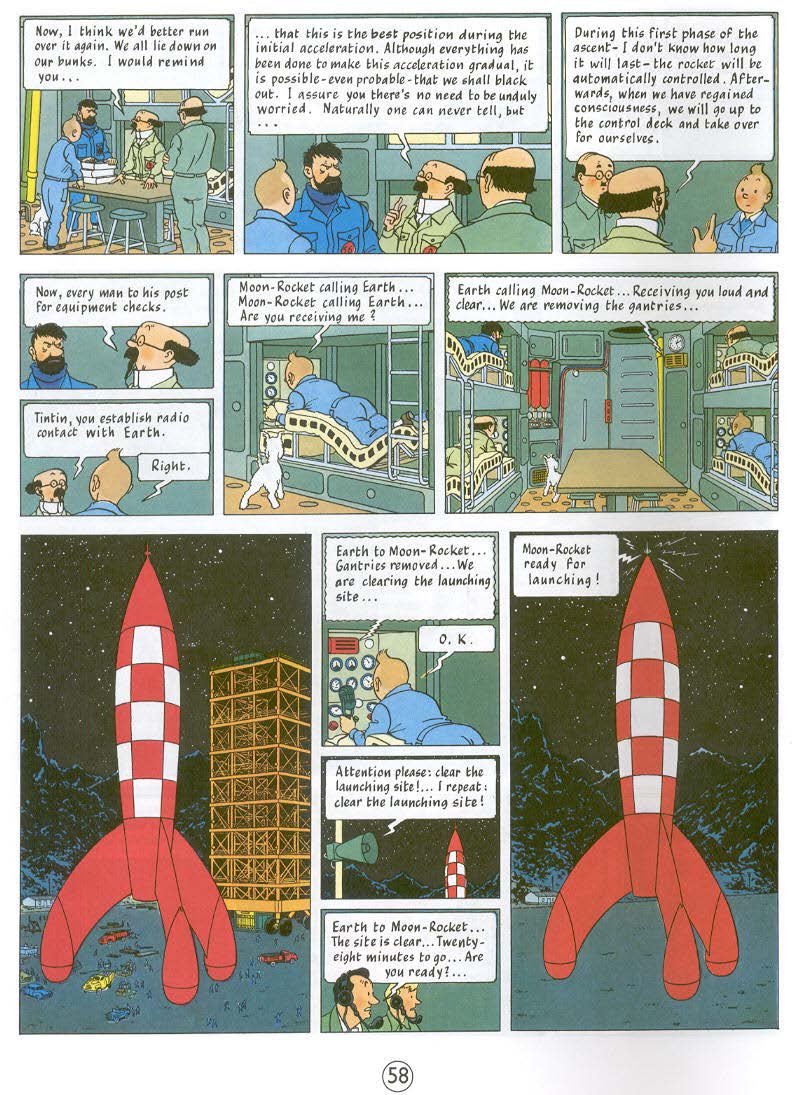 Now, I think we'd better run
over it again. We all lie down on
our bunks. I would remind
you...
... that this is the best position during the
initial acceleration. Although everything has
been done to make this acceleration gradual, it
is possible-even probable-that we shall black
out. I assure you there's no need to be unduly
worried. Naturally one can never tell, but
...
During this first phase of the
ascent- I don't know how long
it will last- the rocket will be
automatically controlled. After-
wards, when we have regained
consciousness, we will go up to
the control deck and take over
for ourselves.
Now, every man to his post
for equipment checks.
Tintin, you establish radio
contact with Earth.
Right.
Moon-Rocket calling Earth...
Moon-Rocket calling Earth...
Are you receiving me?
Earth calling Moon-Rocket... Receiving you loud and
clear... We are removing the gantries...
Earth to Moon-Rocket...
Gantries removed...We
are clearing the launching
site...
O.K.
Attention please: clear the
launching site!... I repeat:
clear the launching site!
Earth to Moon-Rocket...
The site is clear... Twenty-
eight minutes to go... Are
you ready?...
Moon-Rocket
ready for
launching!
58